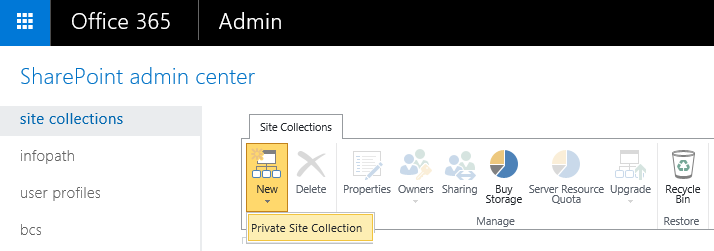 Office 365 Admin
SharePoint admin center
site collections
infopath
user profiles
bcs
Site Collections
New
Delete
Properties
Owners
Sharing
Buy
Storage
Server Resource
Quota
Upgrade
Recycle
Bin
Manage
Restore
Private Site Collection